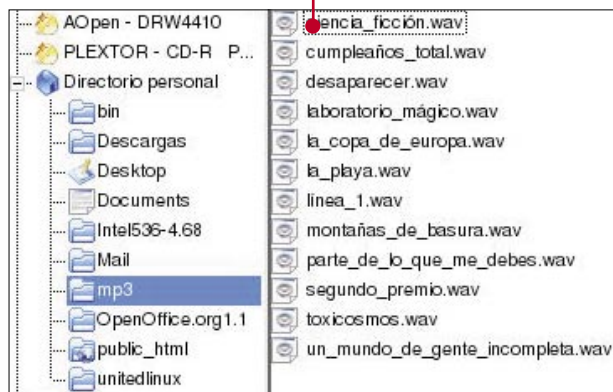 AOpen - DRW4410
PLEXTOR - CD-R P...
Directorio personal
bin
Descargas
Desktop
Documents
Intel536-4.68
Mail
mp3
OpenOffice.org1.1
public_html
unitedlinux
cumpleaños_total.wav
desaparecer.wav
laboratorio_mágico.wav
la_copa_de_europa.wav
la_playa.wav
línea_1.wav
montañas_de_basura.wav
parte_de_lo_que_me_debes.wav
segundo_premio.wav
toxicosmos.wav
un_mundo_de_gente_incompleta.wav